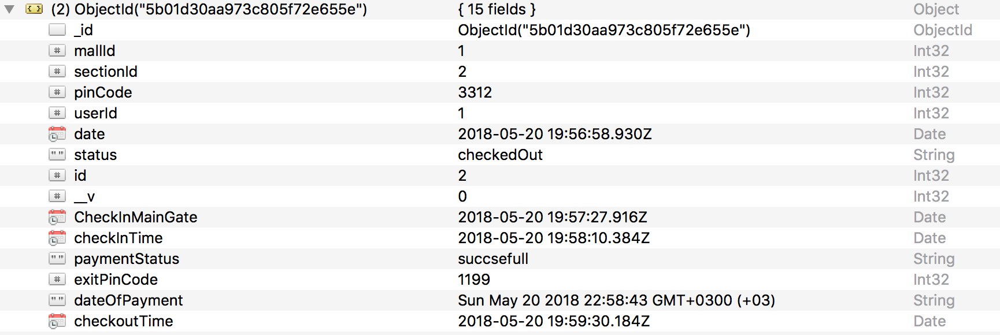 (2) ObjectId("5b01d30aa973c805f72e655e") { 15 fields } Object
_id ObjectId("5b01d30aa973c805f72e655e") ObjectId
# mallId 1 Int32
# sectionId 2 Int32
# pinCode 3312 Int32
# userId 1 Int32
date 2018-05-20 19:56:58.930Z Date
"" status checkedOut String
# id 2 Int32
# __v 0 Int32
CheckInMainGate 2018-05-20 19:57:27.916Z Date
checkInTime 2018-05-20 19:58:10.384Z Date
"" paymentStatus succsefull String
# exitPinCode 1199 Int32
"" dateOfPayment Sun May 20 2018 22:58:43 GMT+0300 (+03) String
checkoutTime 2018-05-20 19:59:30.184Z Date